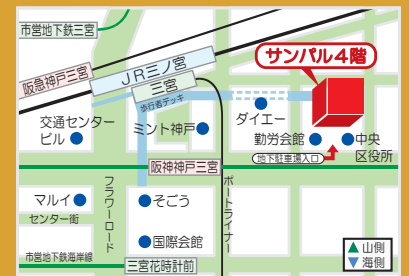 市営地下鉄三宮
サンパル4階
JR三ノ宮
阪急神戸三宮
三宮
歩行者デッキ
交通センター
ビル
ミント神戸
ダイエー
勤労会館
中央
区役所
地下駐車場入口
阪神神戸三宮
マルイ
センター街
フラワーロード
そごう
ポートライナー
国際会館
市営地下鉄海岸線
三宮花時計前
▲山側
▼海側